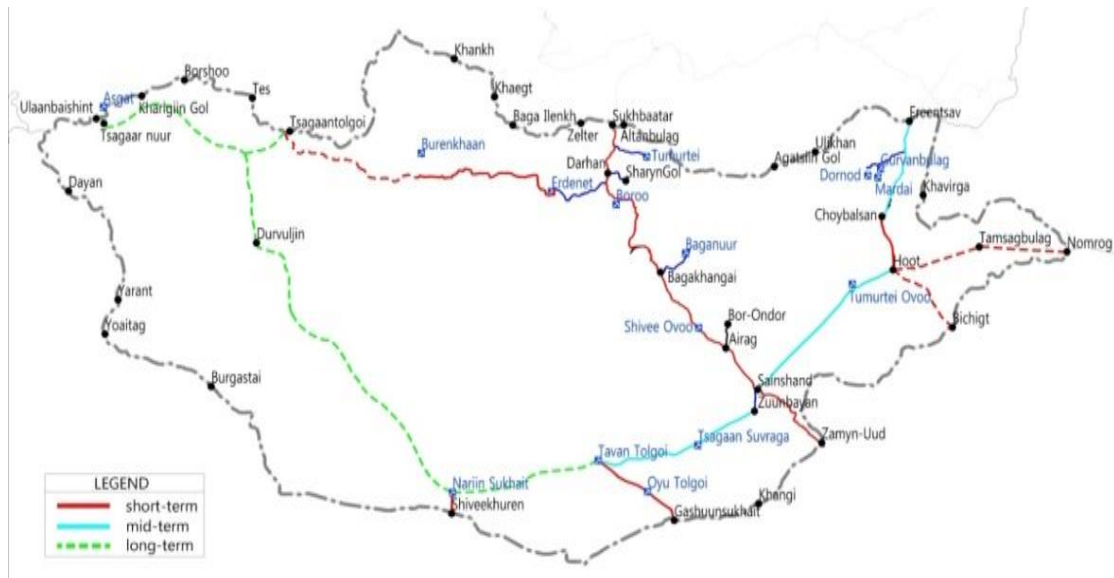 Khankh
Borshoo
Khaegt
Asgat
Khangiin Gol
Tes
Ulaanbaishint
Tsagaar nuur
Tsagaantolgoi
Baga Ilenkh
Zelter
Sukhbaatar
Altanbulag
Ereentsav
Burenkhaan
Tumurtei
Ulikhan
Agatsiin Gol
Darhan
SharynGol
Gurvanbulag
Dornod
Mardai
Dayan
Erdenet
Boroo
Khavirga
Choybalsan
Durvuljin
Baganuur
Tamsagbulag
Nomrog
Hoot
Bagakhangai
Yarant
Tumurtei Ovoo
Bor-Ondor
Shivee Ovoo
Bichigt
Yoaitag
Airag
Burgastai
Sainshand
Zuunbayan
Zamyn-Uud
Tsagaan Suvraga
Tavan Tolgoi
Nariin Sukhait
Oyu Tolgoi
Shiveekhuren
Khangi
Gashuunsukhait
LEGEND
short-term
mid-term
long-term